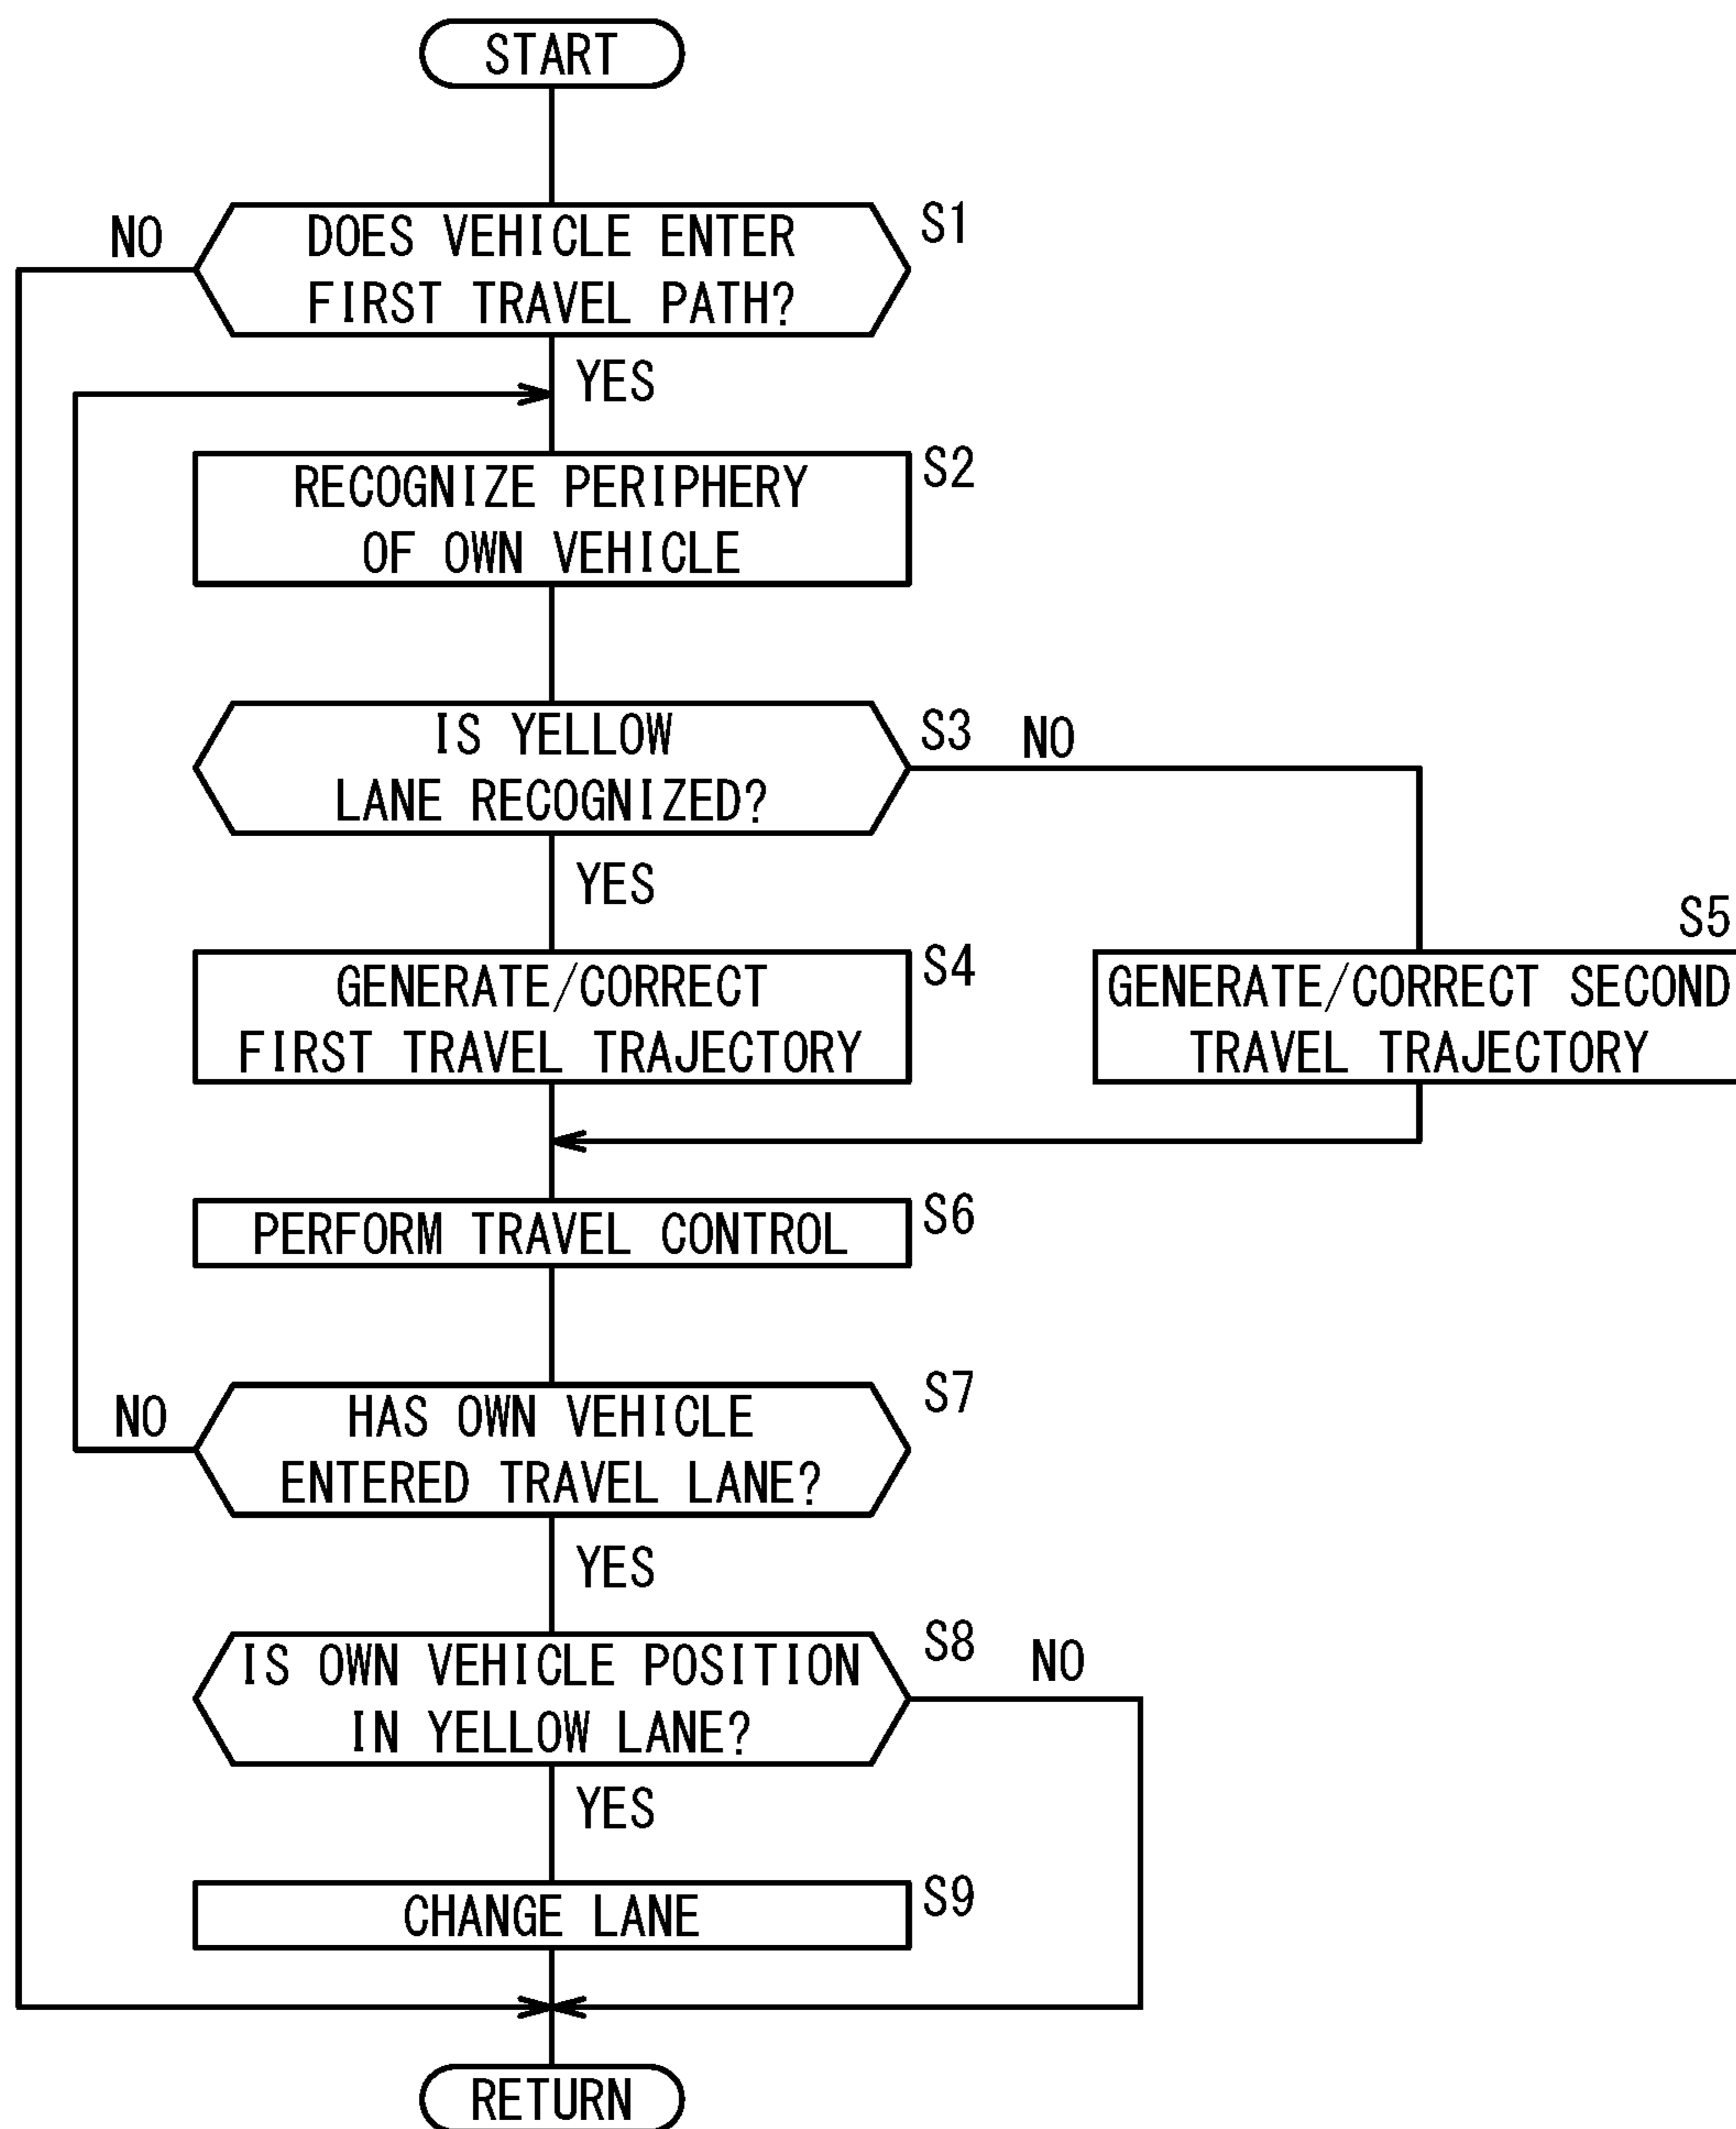 START
NO
DOES VEHICLE ENTER
FIRST TRAVEL PATH?
S1
YES
RECOGNIZE PERIPHERY
OF OWN VEHICLE
S2
IS YELLOW
LANE RECOGNIZED?
S3
NO
YES
GENERATE/CORRECT
FIRST TRAVEL TRAJECTORY
S4
S5
GENERATE/CORRECT SECOND
TRAVEL TRAJECTORY
PERFORM TRAVEL CONTROL
S6
NO
HAS OWN VEHICLE
ENTERED TRAVEL LANE?
S7
YES
IS OWN VEHICLE POSITION
IN YELLOW LANE?
S8
NO
YES
CHANGE LANE
S9
RETURN